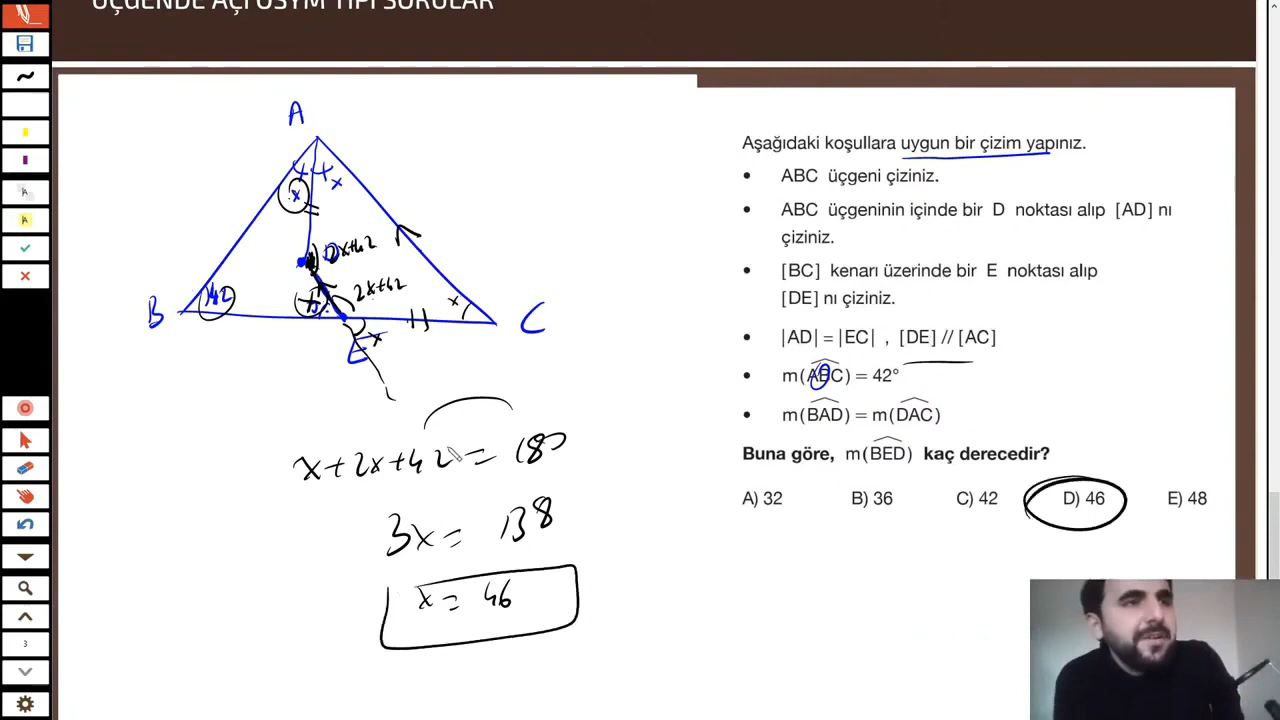 ÜÇGENDE AÇI ÖSYM TİPİ SORULAR
A
x
x
D
2x+42
2x+42
B
42
x
x
C
E
x
x+2x+42=180
3x=138
x=46
Aşağıdaki koşullara uygun bir çizim yapınız.
• ABC üçgeni çiziniz.
• ABC üçgeninin içinde bir D noktası alıp [AD] nı
çiziniz.
• [BC] kenarı üzerinde bir E noktası alıp
[DE] nı çiziniz.
• |AD| = |EC| , [DE] // [AC]
• m(ABC) = 42°
• m(BAD) = m(DAC)
Buna göre, m(BED) kaç derecedir?
A) 32 B) 36 C) 42 D) 46 E) 48
3